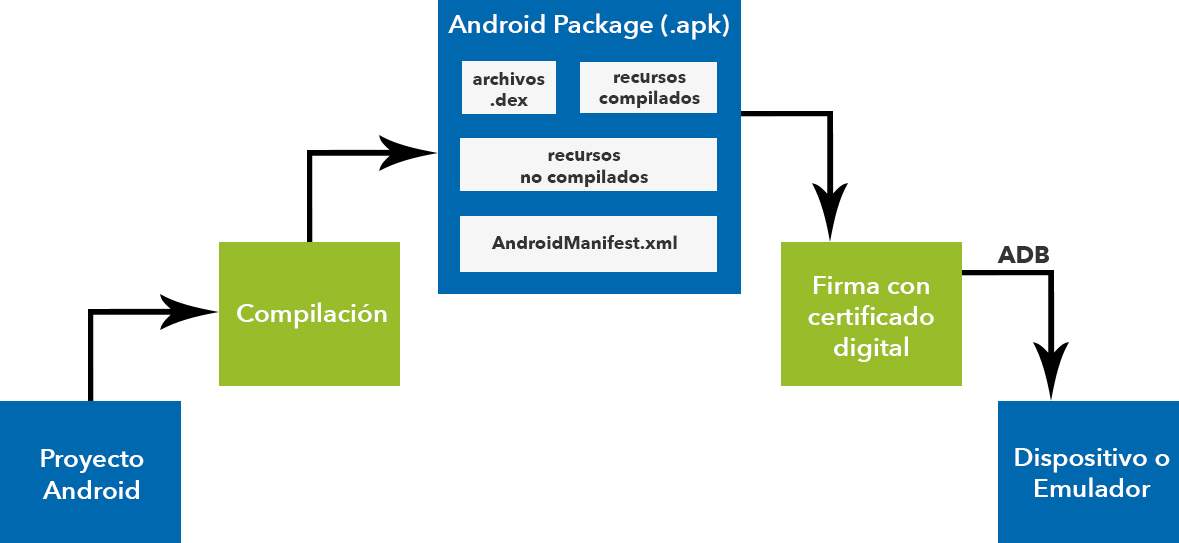 Android Package (.apk)
archivos
.dex
recursos
compilados
recursos
no compilados
AndroidManifest.xml
Compilación
Firma con
certificado
digital
ADB
Proyecto
Android
Dispositivo o
Emulador